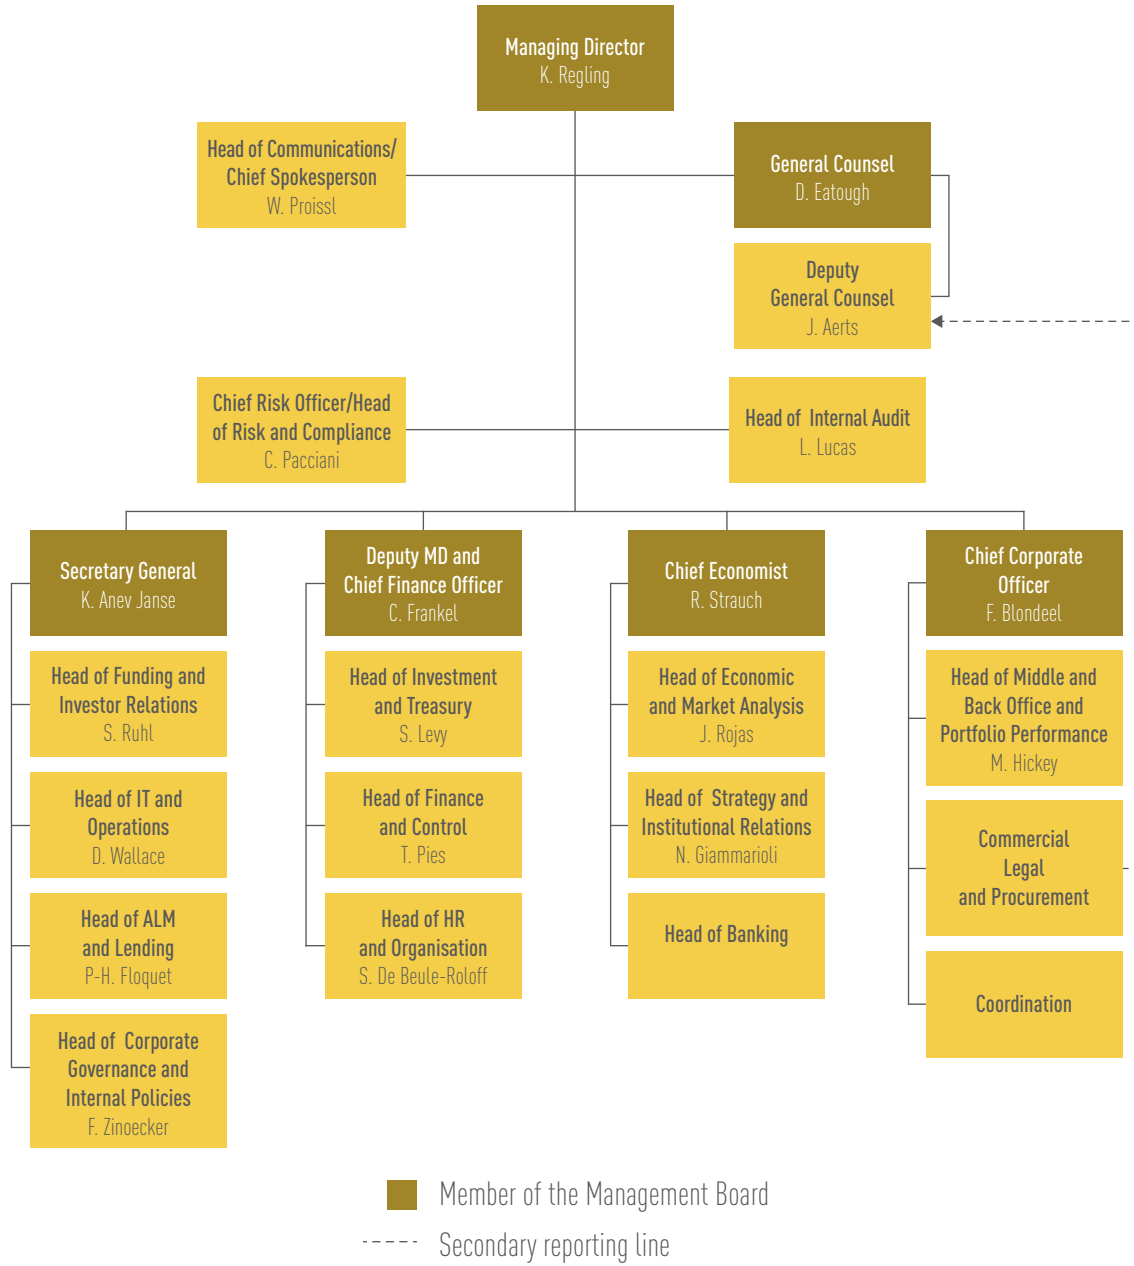 Managing Director
K. Regling
Head of Communications/
Chief Spokesperson
W. Proissl
General Counsel
D. Eatough
Deputy
General Counsel
J. Aerts
Chief Risk Officer/Head
of Risk and Compliance
C. Pacciani
Head of Internal Audit
L. Lucas
Secretary General
K. Anev Janse
Head of Funding and
Investor Relations
S. Ruhl
Head of IT and
Operations
D. Wallace
Head of ALM
and Lending
P-H. Floquet
Head of Corporate
Governance and
Internal Policies
F. Zinoecker
Deputy MD and
Chief Finance Officer
C. Frankel
Head of Investment
and Treasury
S. Levy
Head of Finance
and Control
T. Pies
Head of HR
and Organisation
S. De Beule-Roloff
Chief Economist
R. Strauch
Head of Economic
and Market Analysis
J. Rojas
Head of Strategy and
Institutional Relations
N. Giammarioli
Head of Banking
Chief Corporate
Officer
F. Blondeel
Head of Middle and
Back Office and
Portfolio Performance
M. Hickey
Commercial
Legal
and Procurement
Coordination
Member of the Management Board
Secondary reporting line